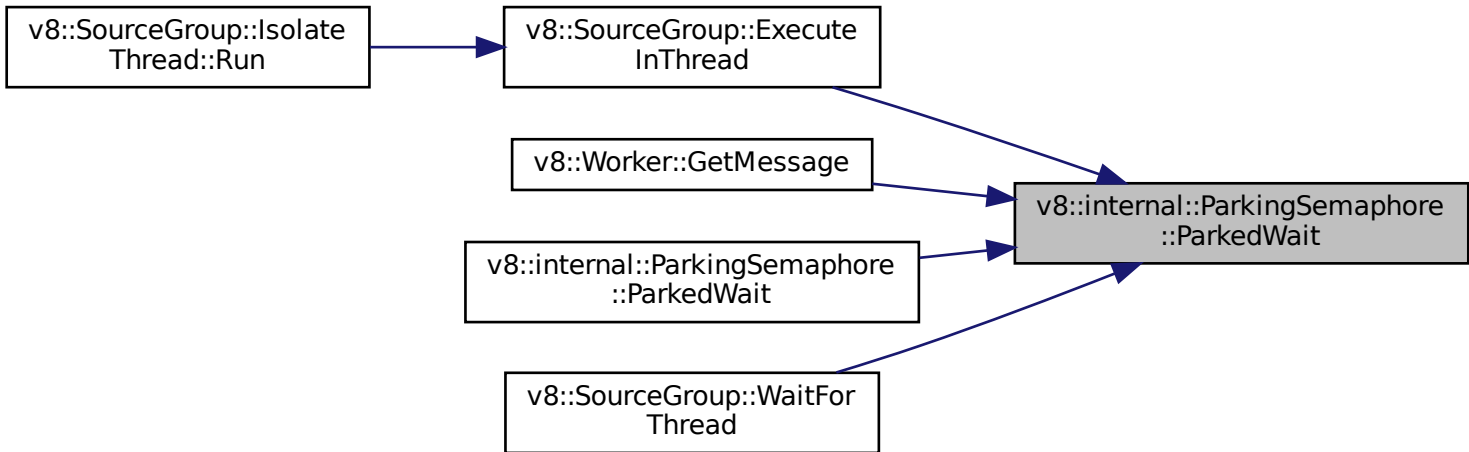 v8::SourceGroup::Isolate
Thread::Run
v8::SourceGroup::Execute
InThread
v8::Worker::GetMessage
v8::internal::ParkingSemaphore
::ParkedWait
v8::SourceGroup::WaitFor
Thread
v8::internal::ParkingSemaphore
::ParkedWait